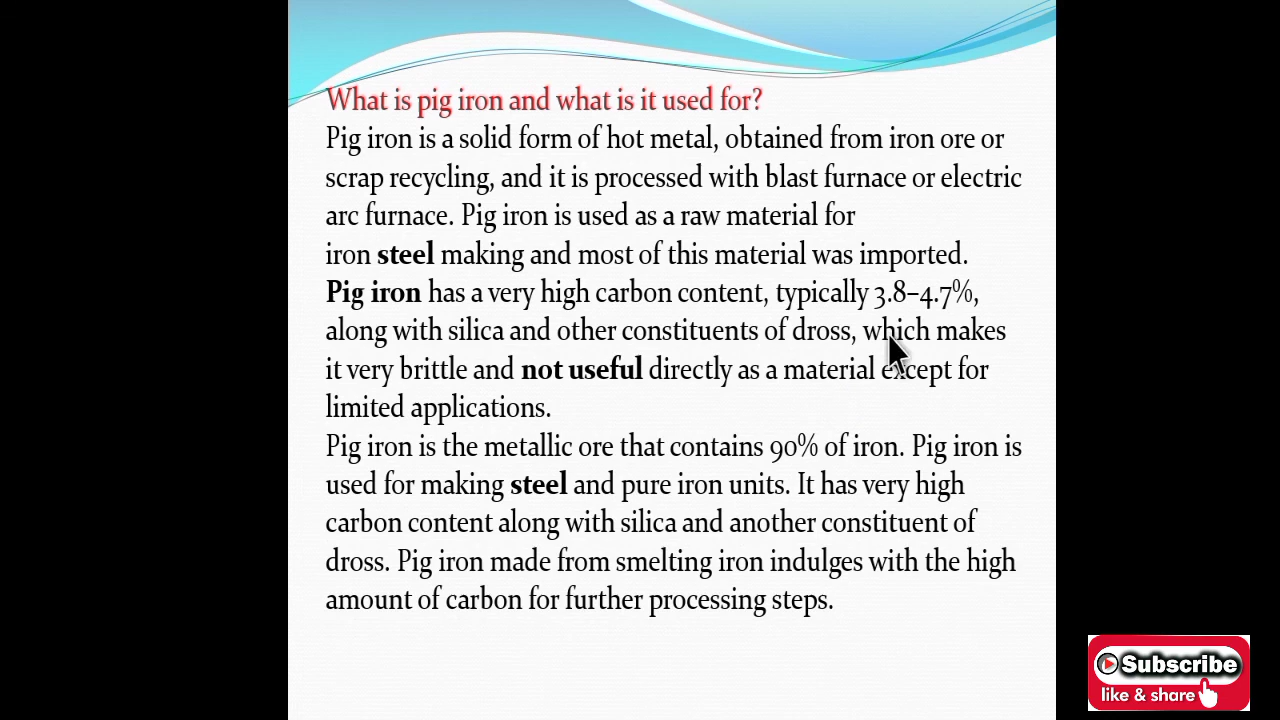 What is pig iron and what is it used for?
Pig iron is a solid form of hot metal, obtained from iron ore or
scrap recycling, and it is processed with blast furnace or electric
arc furnace. Pig iron is used as a raw material for
iron steel making and most of this material was imported.
Pig iron has a very high carbon content, typically 3.8–4.7%,
along with silica and other constituents of dross, which makes
it very brittle and not useful directly as a material except for
limited applications.
Pig iron is the metallic ore that contains 90% of iron. Pig iron is
used for making steel and pure iron units. It has very high
carbon content along with silica and another constituent of
dross. Pig iron made from smelting iron indulges with the high
amount of carbon for further processing steps.
Subscribe
like & share